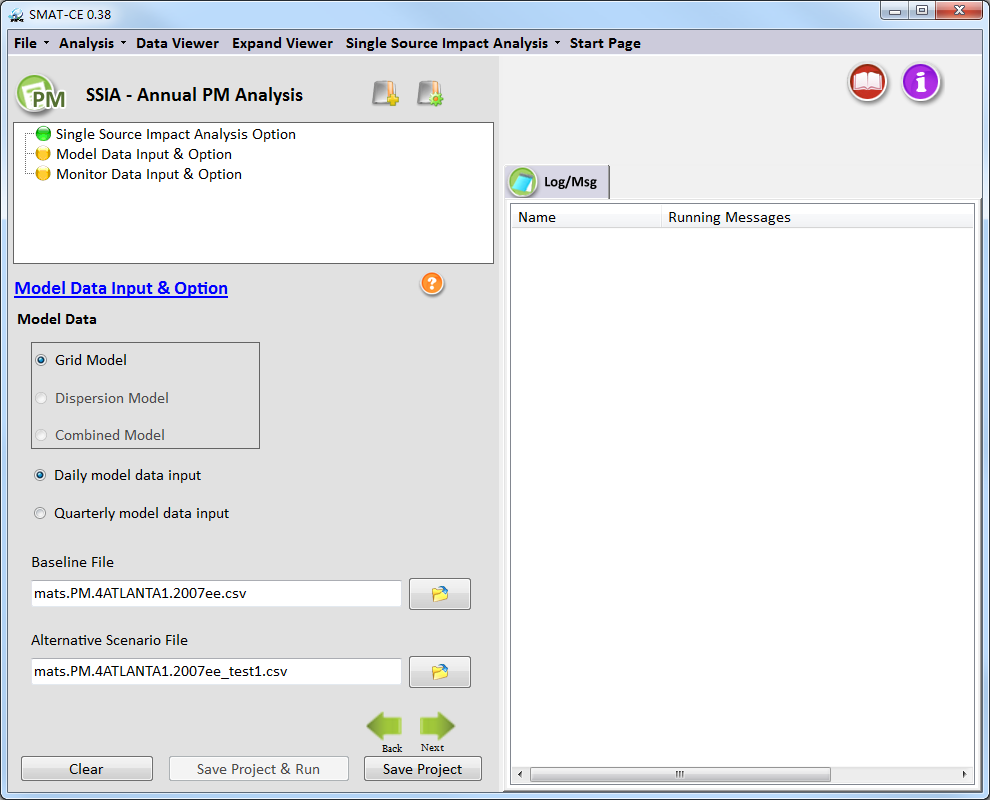 SMAT-CE 0.38
File Analysis Data Viewer Expand Viewer Single Source Impact Analysis Start Page
PM SSIA - Annual PM Analysis
Single Source Impact Analysis Option
Model Data Input & Option
Monitor Data Input & Option
Model Data Input & Option
?
Model Data
Grid Model
Dispersion Model
Combined Model
Daily model data input
Quarterly model data input
Baseline File
mats.PM.4ATLANTA1.2007ee.csv
Alternative Scenario File
mats.PM.4ATLANTA1.2007ee_test1.csv
Back Next
Clear Save Project & Run Save Project
i
Log/Msg
Name Running Messages